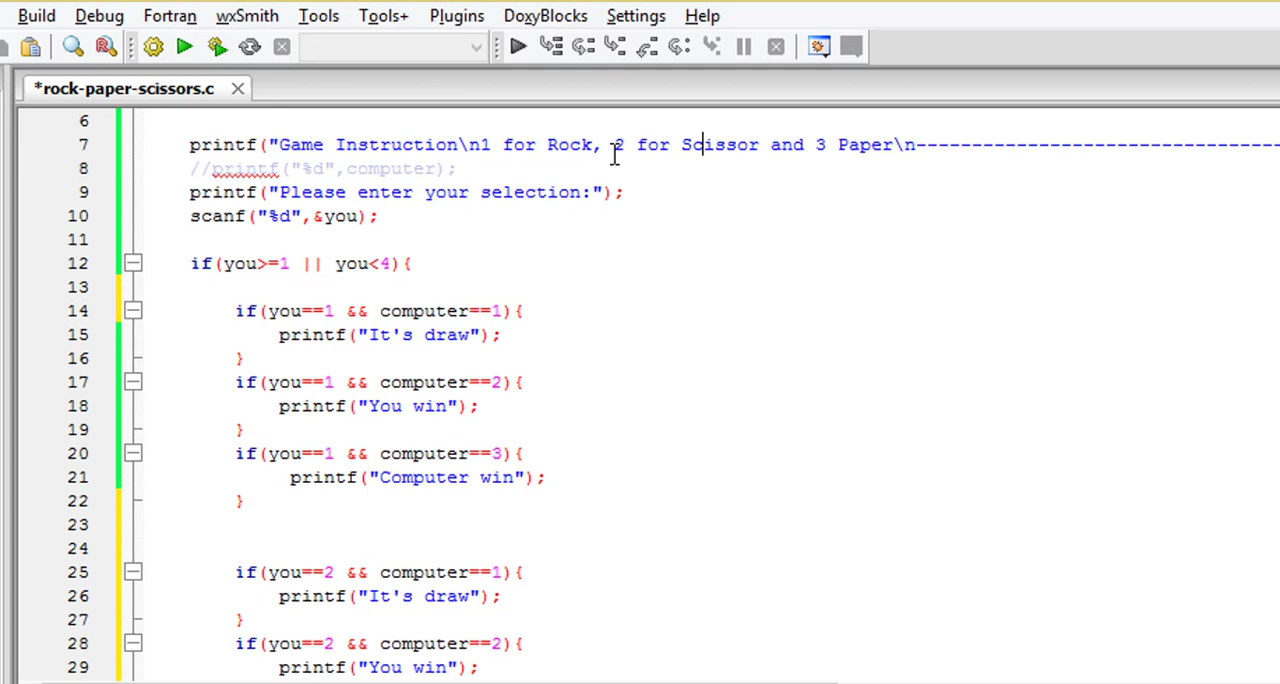 Build Debug Fortran wxSmith Tools Tools+ Plugins DoxyBlocks Settings Help
*rock-paper-scissors.c
6
7 printf("Game Instruction\n1 for Rock, 2 for Scissor and 3 Paper\n---------------------------------
8 //printf("%d",computer);
9 printf("Please enter your selection:");
10 scanf("%d",&you);
11
12 if(you>=1 || you<4){
13
14 if(you==1 && computer==1){
15 printf("It's draw");
16 }
17 if(you==1 && computer==2){
18 printf("You win");
19 }
20 if(you==1 && computer==3){
21 printf("Computer win");
22 }
23
24
25 if(you==2 && computer==1){
26 printf("It's draw");
27 }
28 if(you==2 && computer==2){
29 printf("You win");